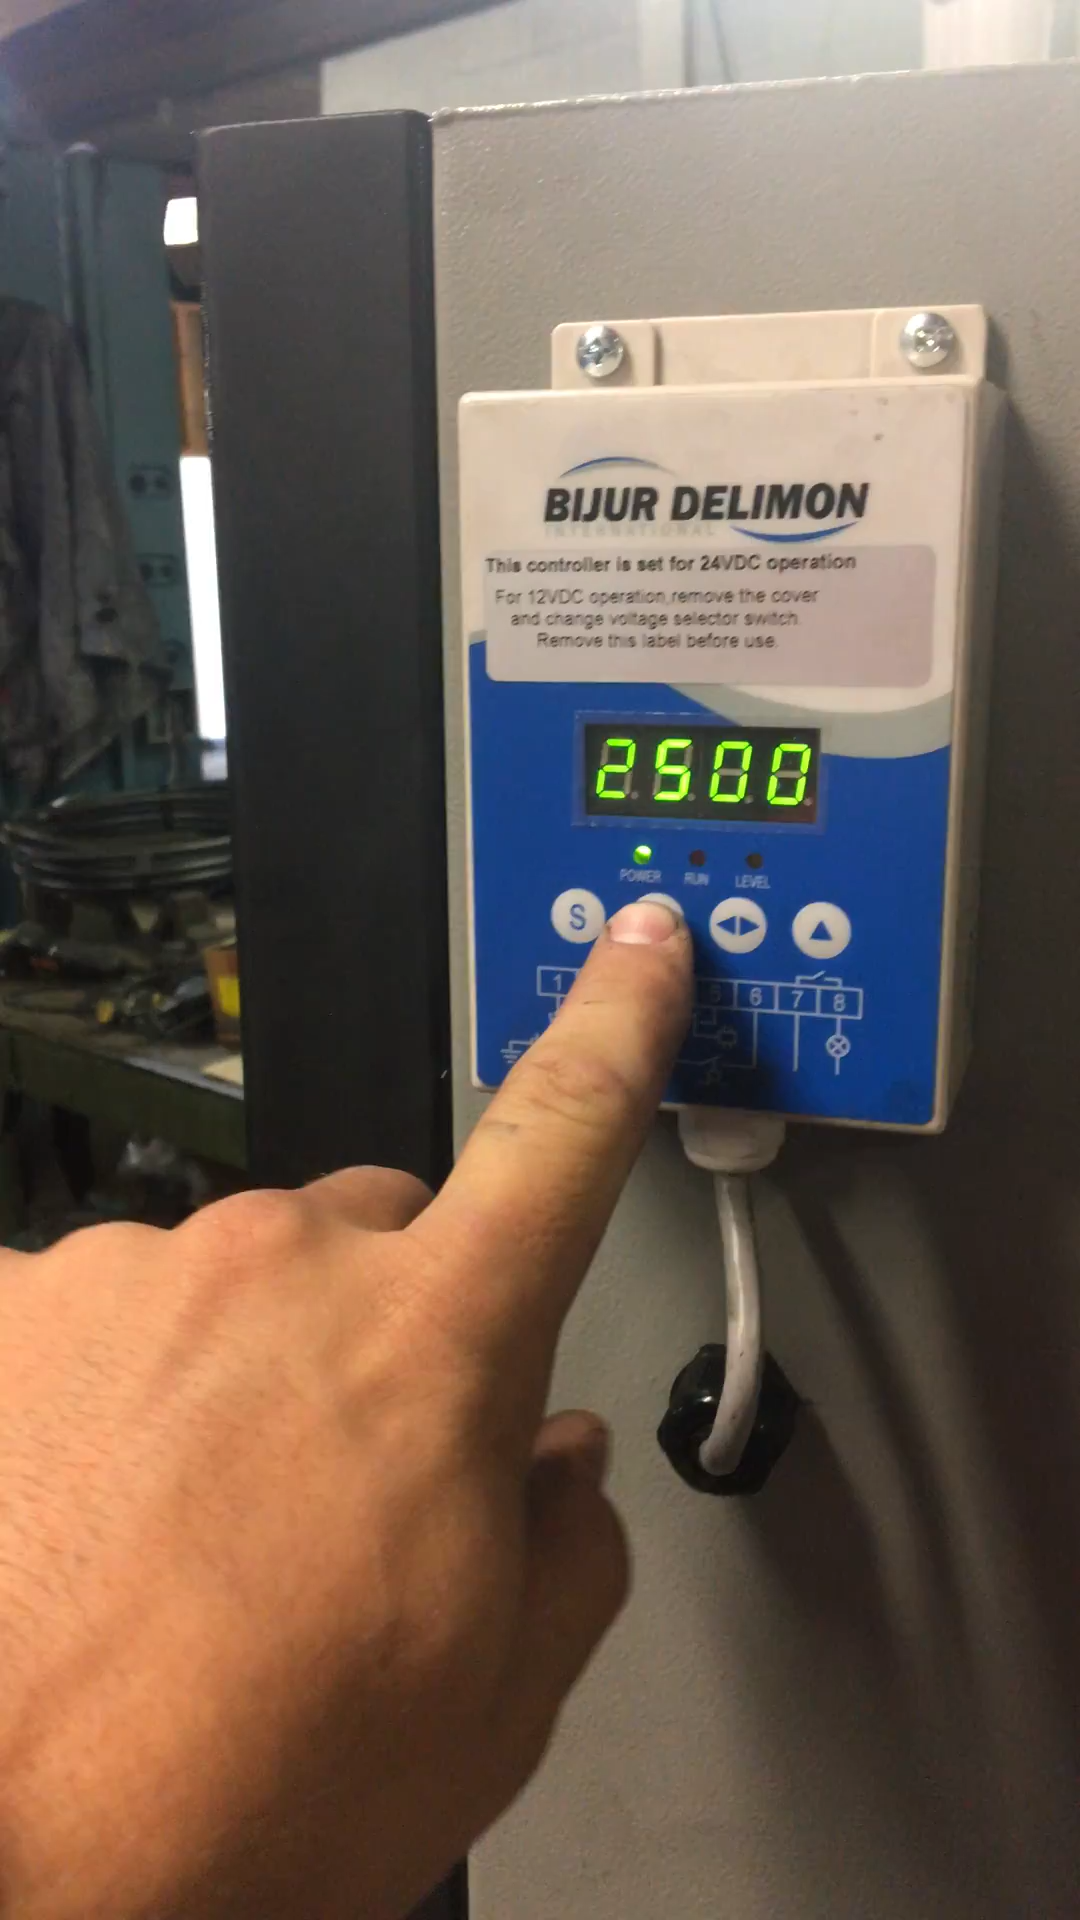 BIJUR DELIMON
INTERNATIONAL
This controller is set for 24VDC operation
For 12VDC operation,remove the cover
and change voltage selector switch.
Remove this label before use.
2500
POWER RUN LEVEL
S
1 5 6 7 8